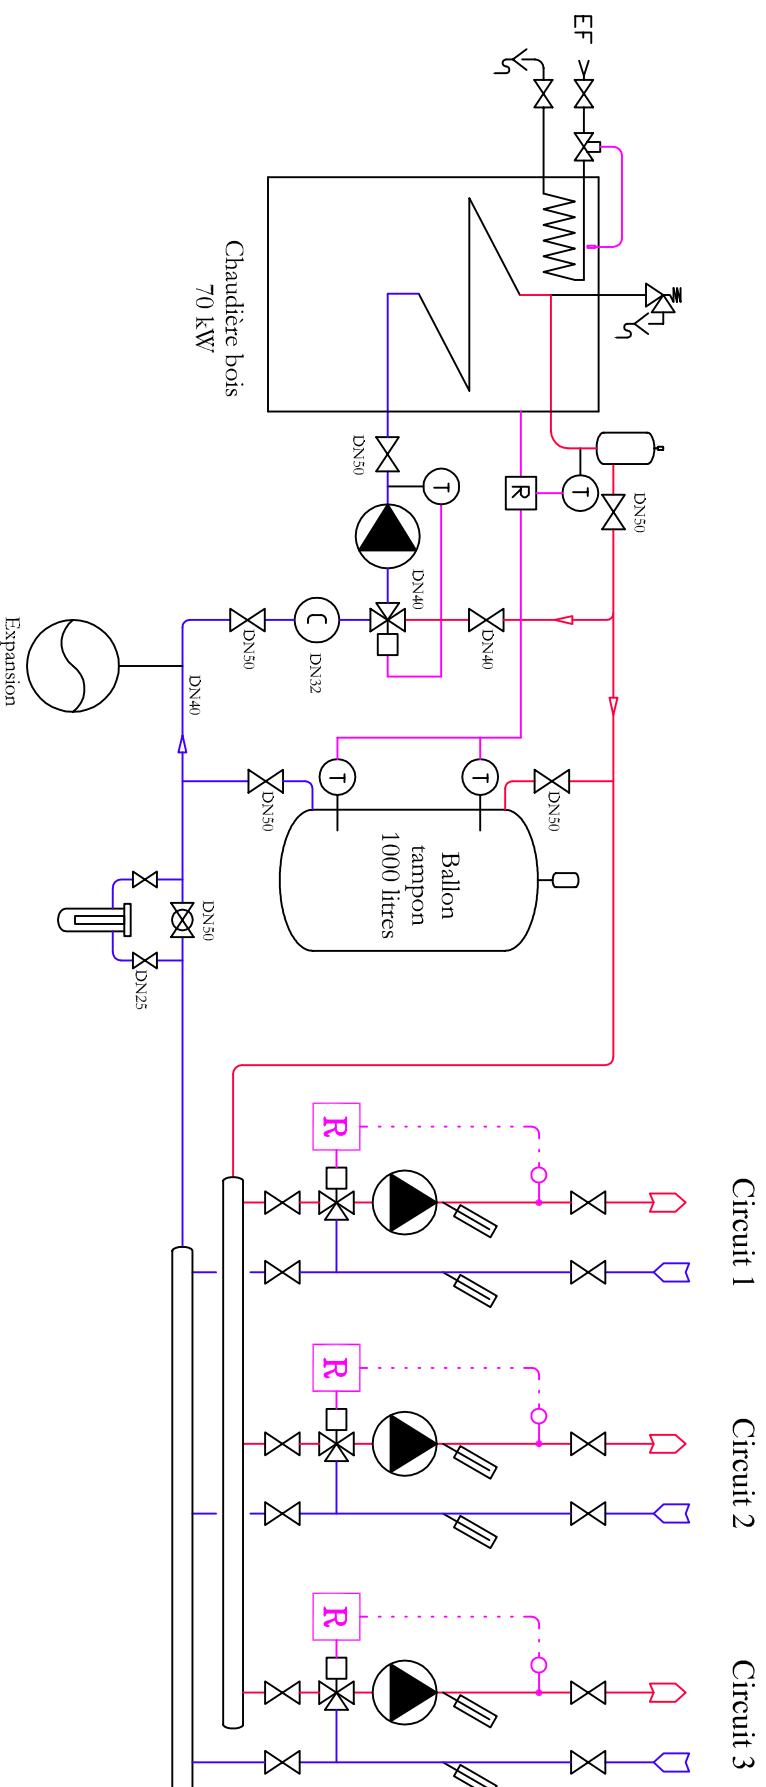 EF
Chaudière bois
70 kW
DN50
T
R
T
DN50
DN40
DN40
C
DN32
DN50
DN40
Expansion
T
T
DN50
DN50
Ballon
tampon
1000 litres
DN50
DN25
R
Circuit 1
R
Circuit 2
R
Circuit 3